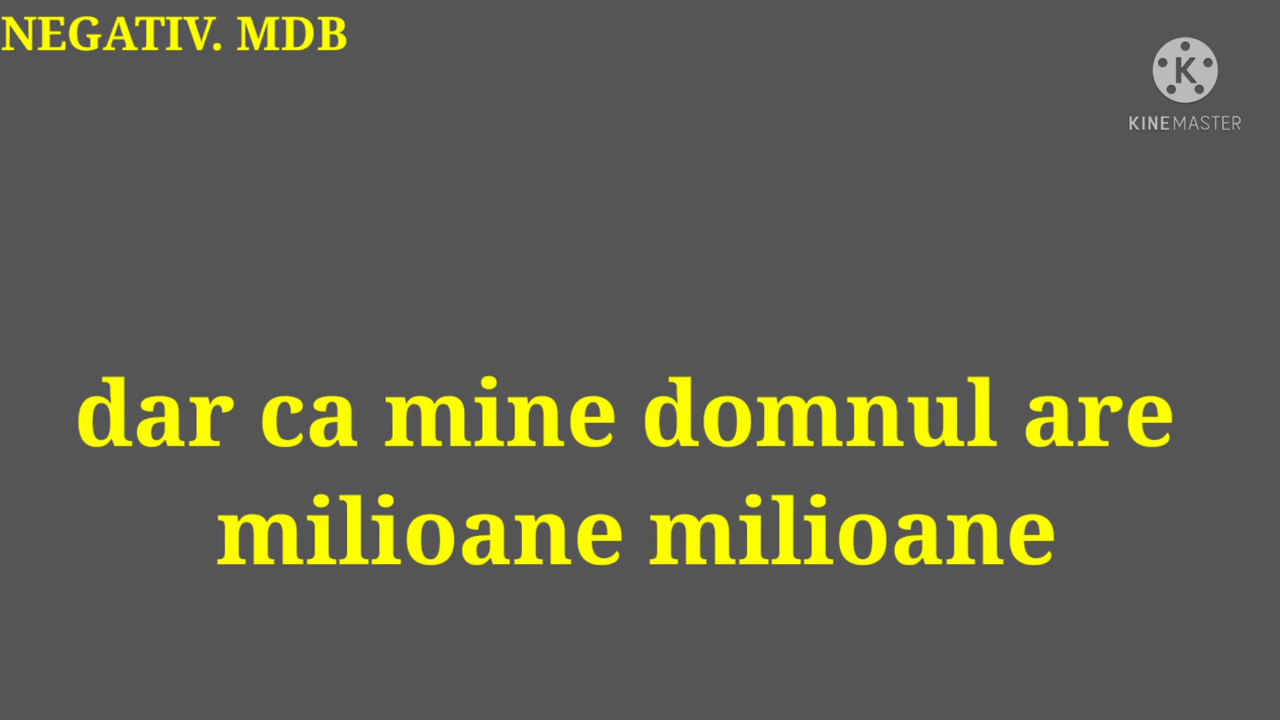 NEGATIV. MDB
KINEMASTER
dar ca mine domnul are
milioane milioane